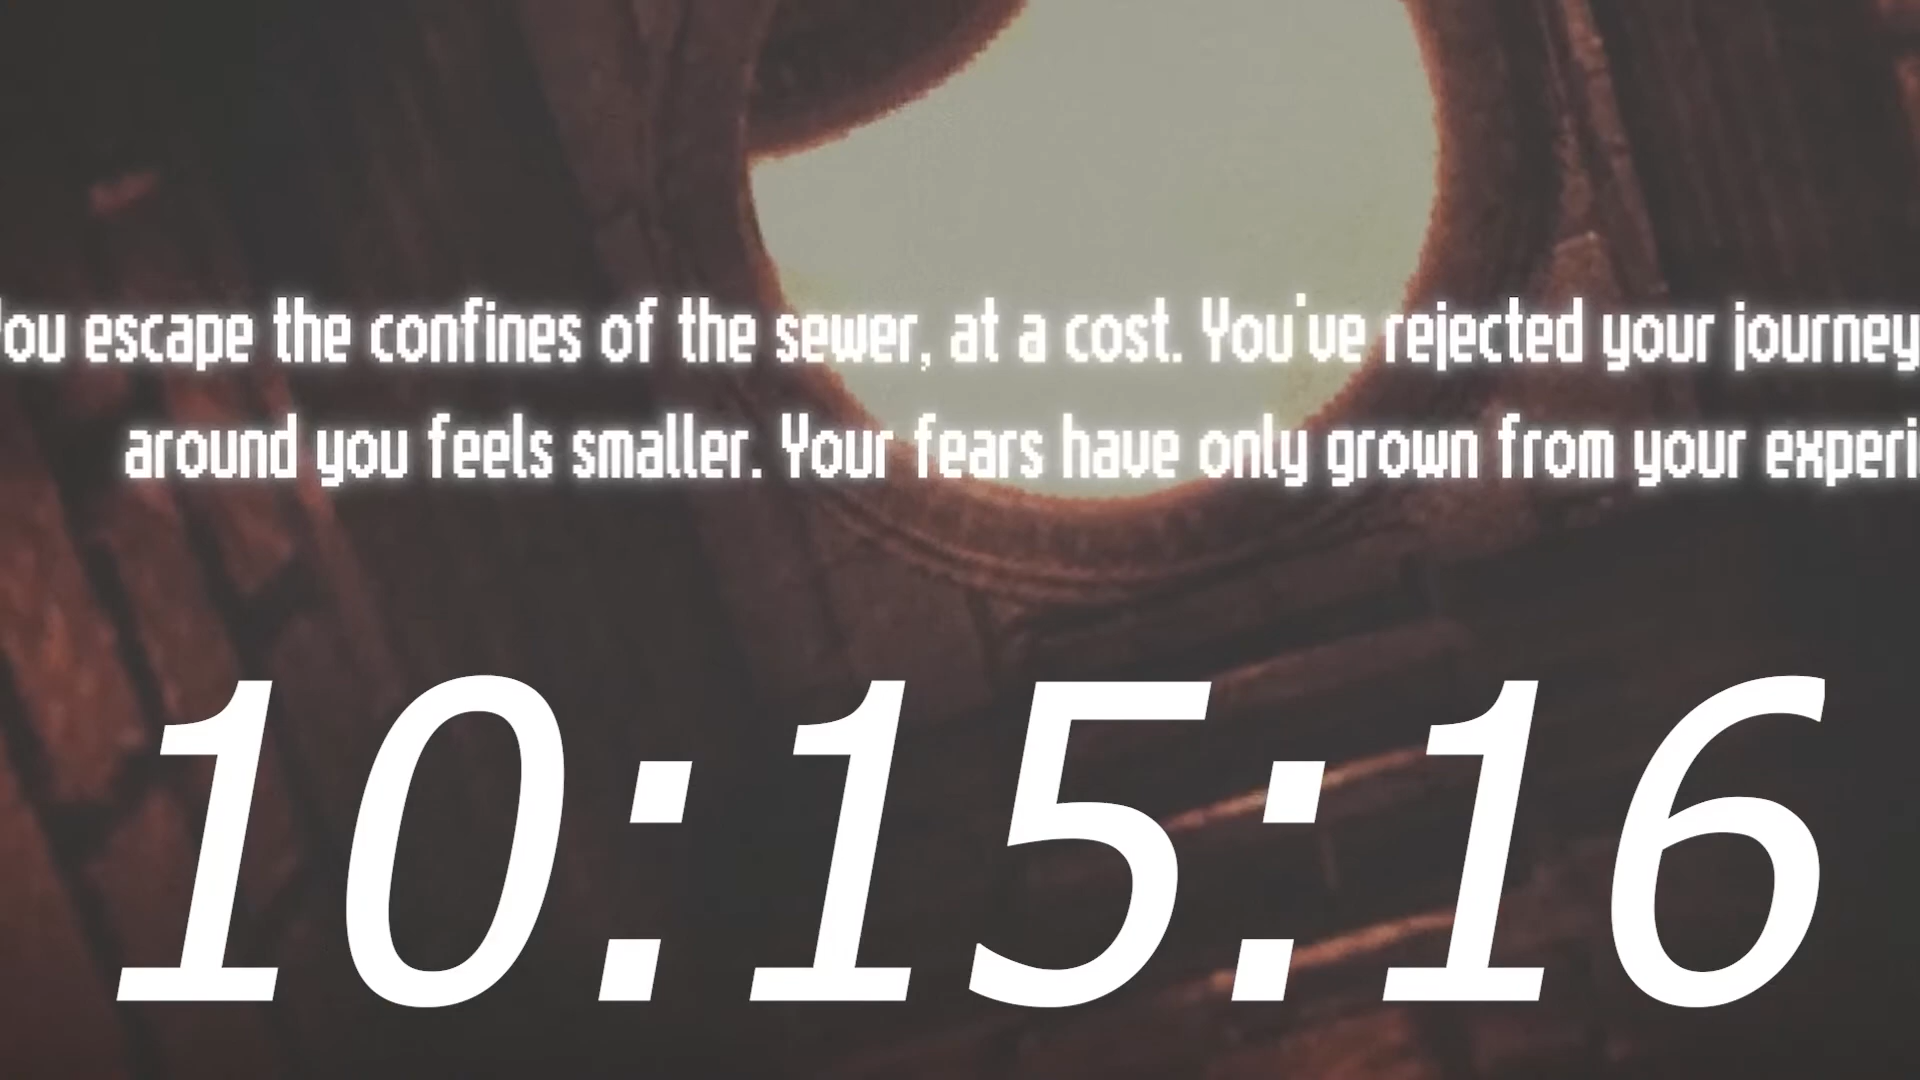 You escape the confines of the sewer, at a cost. You've rejected your journey
around you feels smaller. Your fears have only grown from your
10:15:16